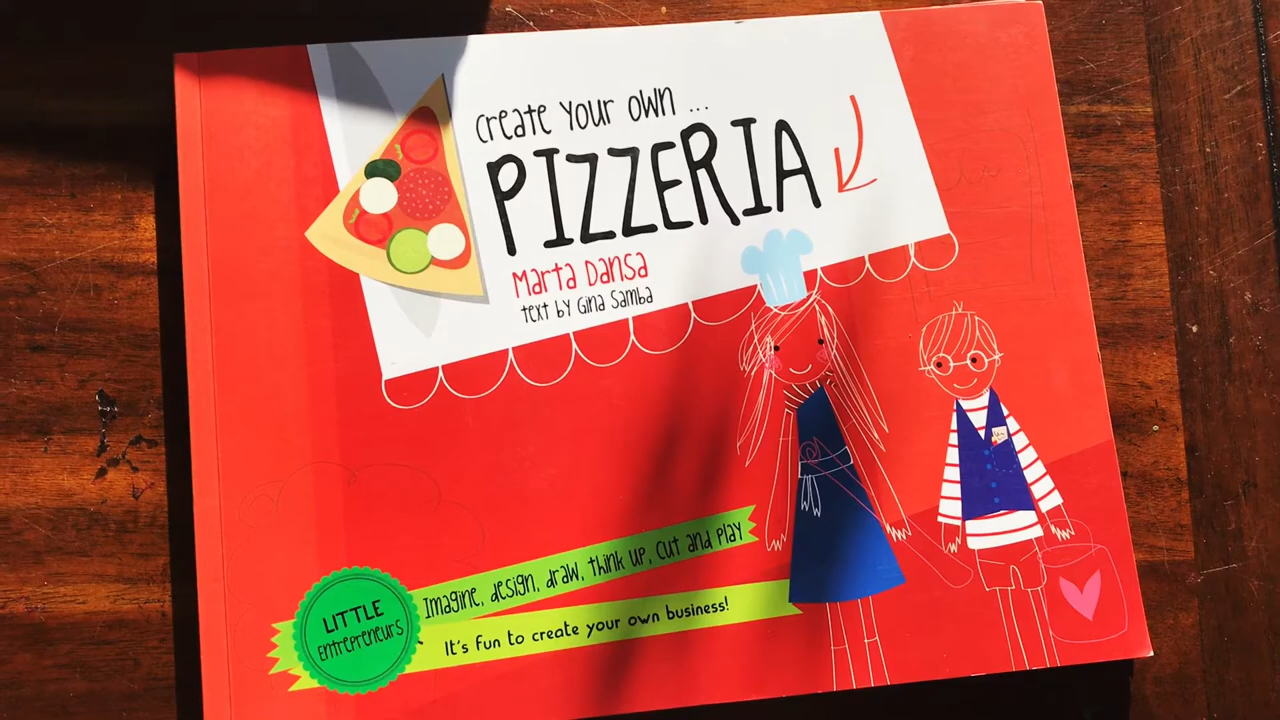 create your own ...
PIZZERIA
Marta Dansa
text by Gina Samba
Imagine, design, draw, think up, cut and play
It's fun to create your own business!
LITTLE
Entrepreneurs